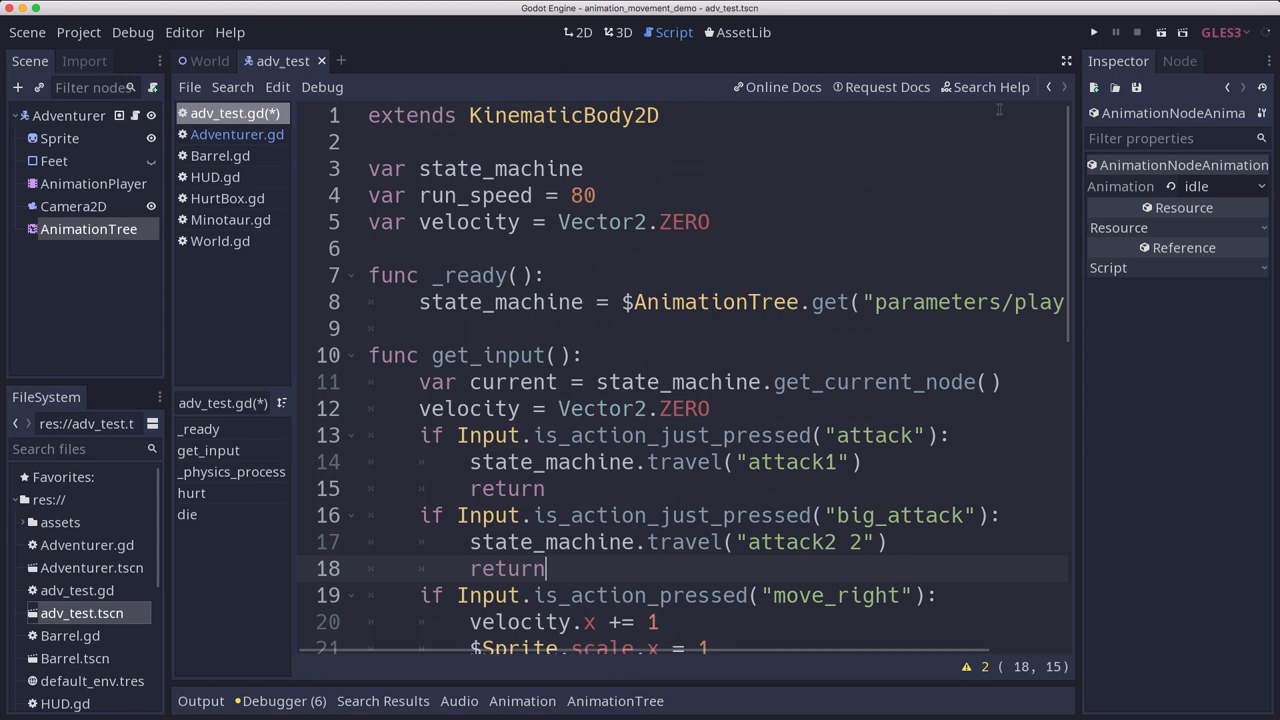 Godot Engine - animation_movement_demo - adv_test.tscn
Scene Project Debug Editor Help
2D 3D Script AssetLib
GLES3
Scene Import
Filter nodes
Adventurer
Sprite
Feet
AnimationPlayer
Camera2D
AnimationTree
FileSystem
res://adv_test.t
Search files
Favorites:
res://
assets
Adventurer.gd
Adventurer.tscn
adv_test.gd
adv_test.tscn
Barrel.gd
Barrel.tscn
default_env.tres
HUD.gd
World adv_test
File Search Edit Help Debug
Online Docs Request Docs Search Help
adv_test.gd(*)
Adventurer.gd
Barrel.gd
HUD.gd
HurtBox.gd
Minotaur.gd
World.gd
adv_test.gd(*)
_ready
get_input
_physics_process
hurt
die
1 extends KinematicBody2D
2
3 var state_machine
4 var run_speed = 80
5 var velocity = Vector2.ZERO
6
7 func _ready():
8 state_machine = $AnimationTree.get("parameters/play
9
10 func get_input():
11 var current = state_machine.get_current_node()
12 velocity = Vector2.ZERO
13 if Input.is_action_just_pressed("attack"):
14 state_machine.travel("attack1")
15 return
16 if Input.is_action_just_pressed("big_attack"):
17 state_machine.travel("attack2 2")
18 return
19 if Input.is_action_pressed("move_right"):
20 velocity.x += 1
21 $Sprite.scale.x = 1
2 ( 18, 15)
Output Debugger (6) Search Results Audio Animation AnimationTree
Inspector Node
AnimationNodeAnima
Filter properties
AnimationNodeAnimation
Animation idle
Resource
Resource
Reference
Script